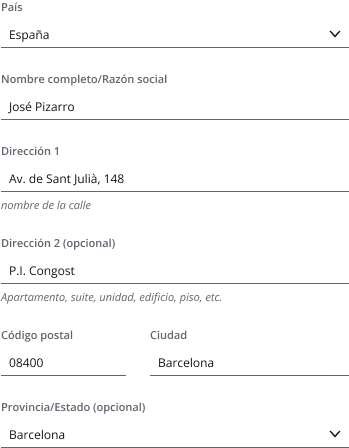 País
España
Nombre completo/Razón social
José Pizarro
Dirección 1
Av. de Sant Julià, 148
nombre de la calle
Dirección 2 (opcional)
P.I. Congost
Apartamento, suite, unidad, edificio, piso, etc.
Código postal
Ciudad
08400
Barcelona
Provincia/Estado (opcional)
Barcelona